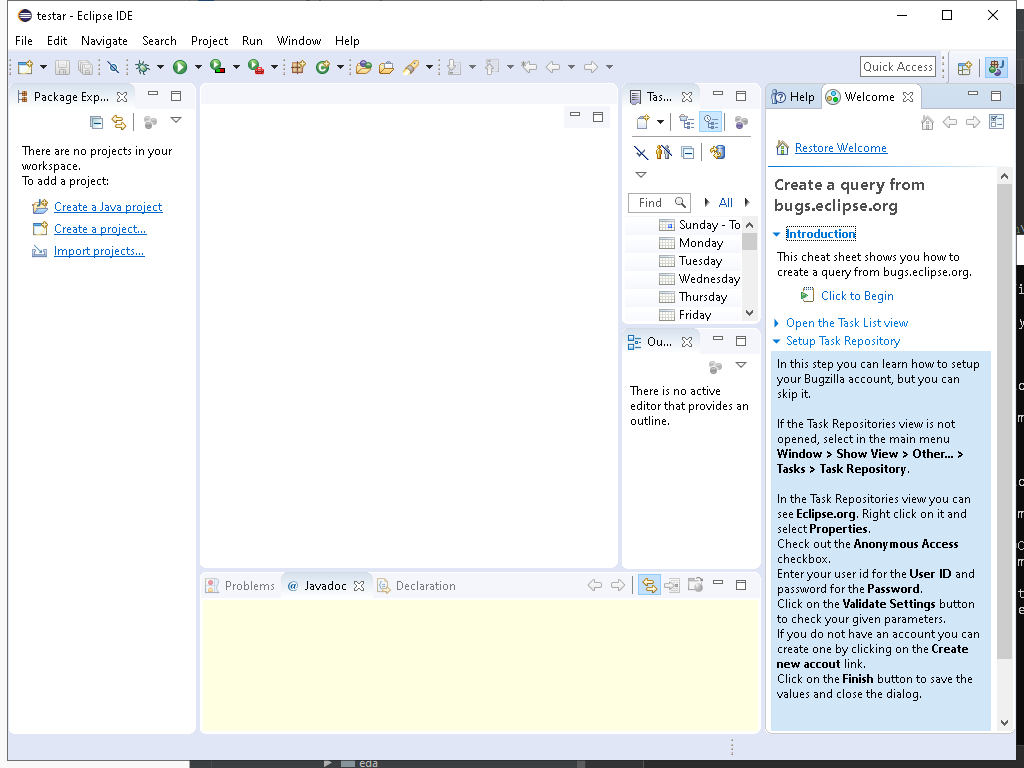 testar - Eclipse IDE
File Edit Navigate Search Project Run Window Help
Quick Access
Package Exp...
There are no projects in your
workspace.
To add a project:
Create a Java project
Create a project...
Import projects...
Tas...
Find
All
Sunday - To
Monday
Tuesday
Wednesday
Thursday
Friday
Ou...
There is no active
editor that provides an
outline.
Problems @ Javadoc Declaration
Help Welcome
Restore Welcome
Create a query from
bugs.eclipse.org
Introduction
This cheat sheet shows you how to
create a query from bugs.eclipse.org.
Click to Begin
Open the Task List view
Setup Task Repository
In this step you can learn how to setup
your Bugzilla account, but you can
skip it.
If the Task Repositories view is not
opened, select in the main menu
Window > Show View > Other... >
Tasks > Task Repository.
In the Task Repositories view you can
see Eclipse.org. Right click on it and
select Properties.
Check out the Anonymous Access
checkbox.
Enter your user id for the User ID and
password for the Password.
Click on the Validate Settings button
to check your given parameters.
If you do not have an account you can
create one by clicking on the Create
new accout link.
Click on the Finish button to save the
values and close the dialog.
eda